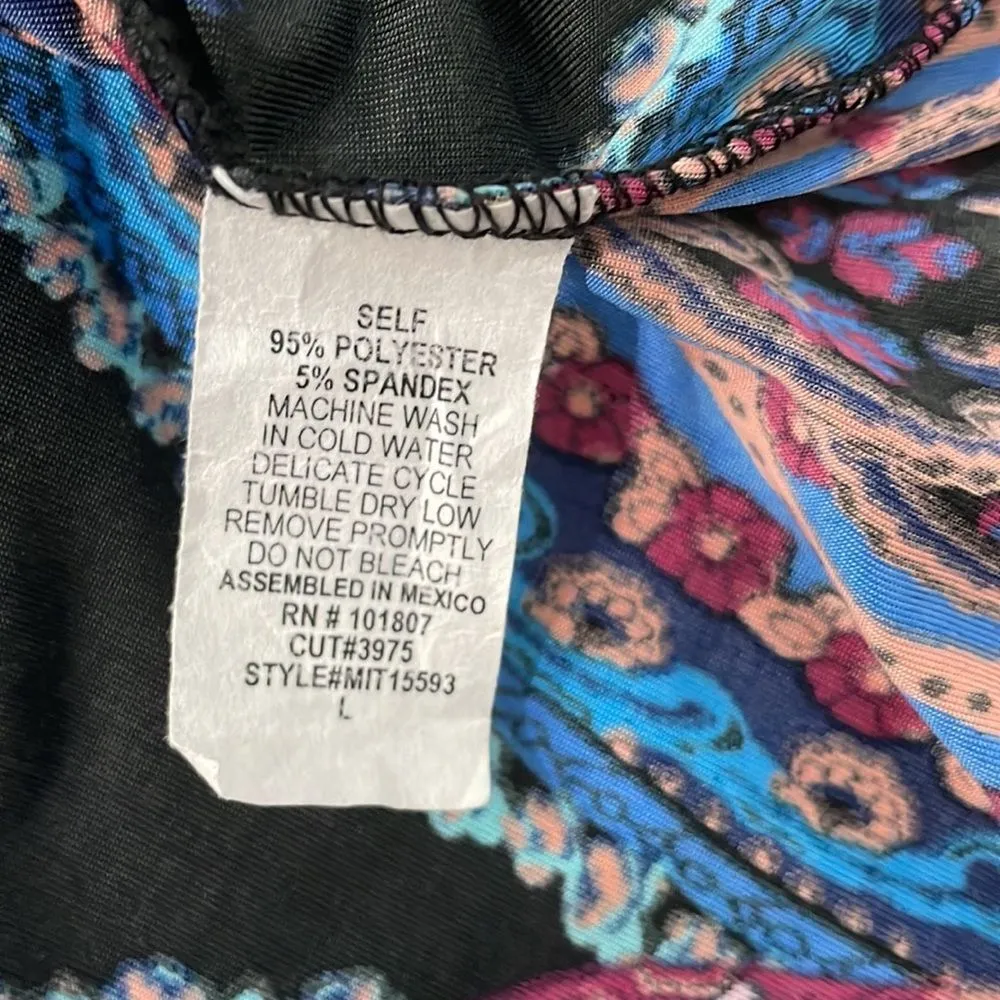 SELF
95% POLYESTER
5% SPANDEX
MACHINE WASH
IN COLD WATER
DELICATE CYCLE
TUMBLE DRY LOW
REMOVE PROMPTLY
DO NOT BLEACH
ASSEMBLED IN MEXICO
RN # 101807
CUT#3975
STYLE#MIT15593
L